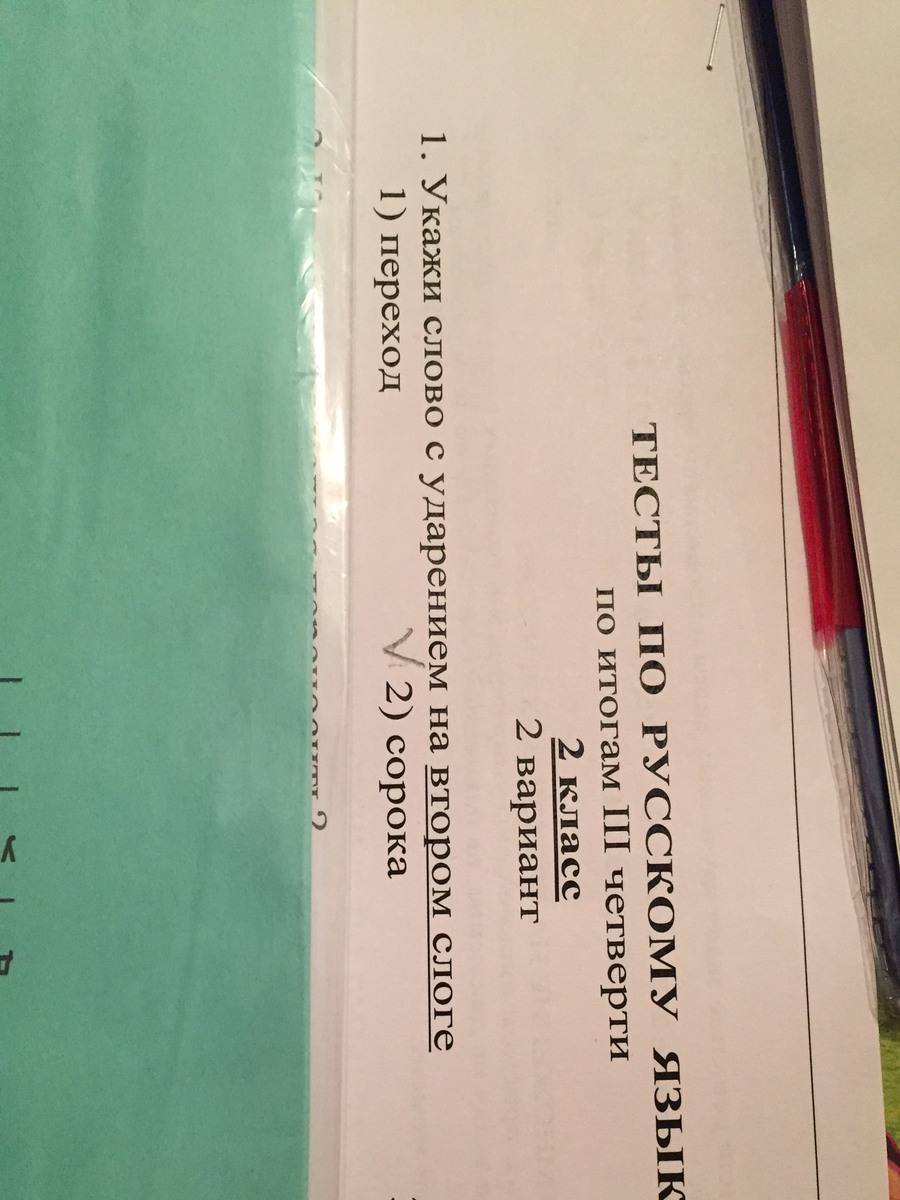 ТЕСТЫ ПО РУССКОМУ ЯЗЫК
по итогам III четверти
2 класс
2 вариант
1. Укажи слово с ударением на втором слоге
1) переход √ 2) сорока